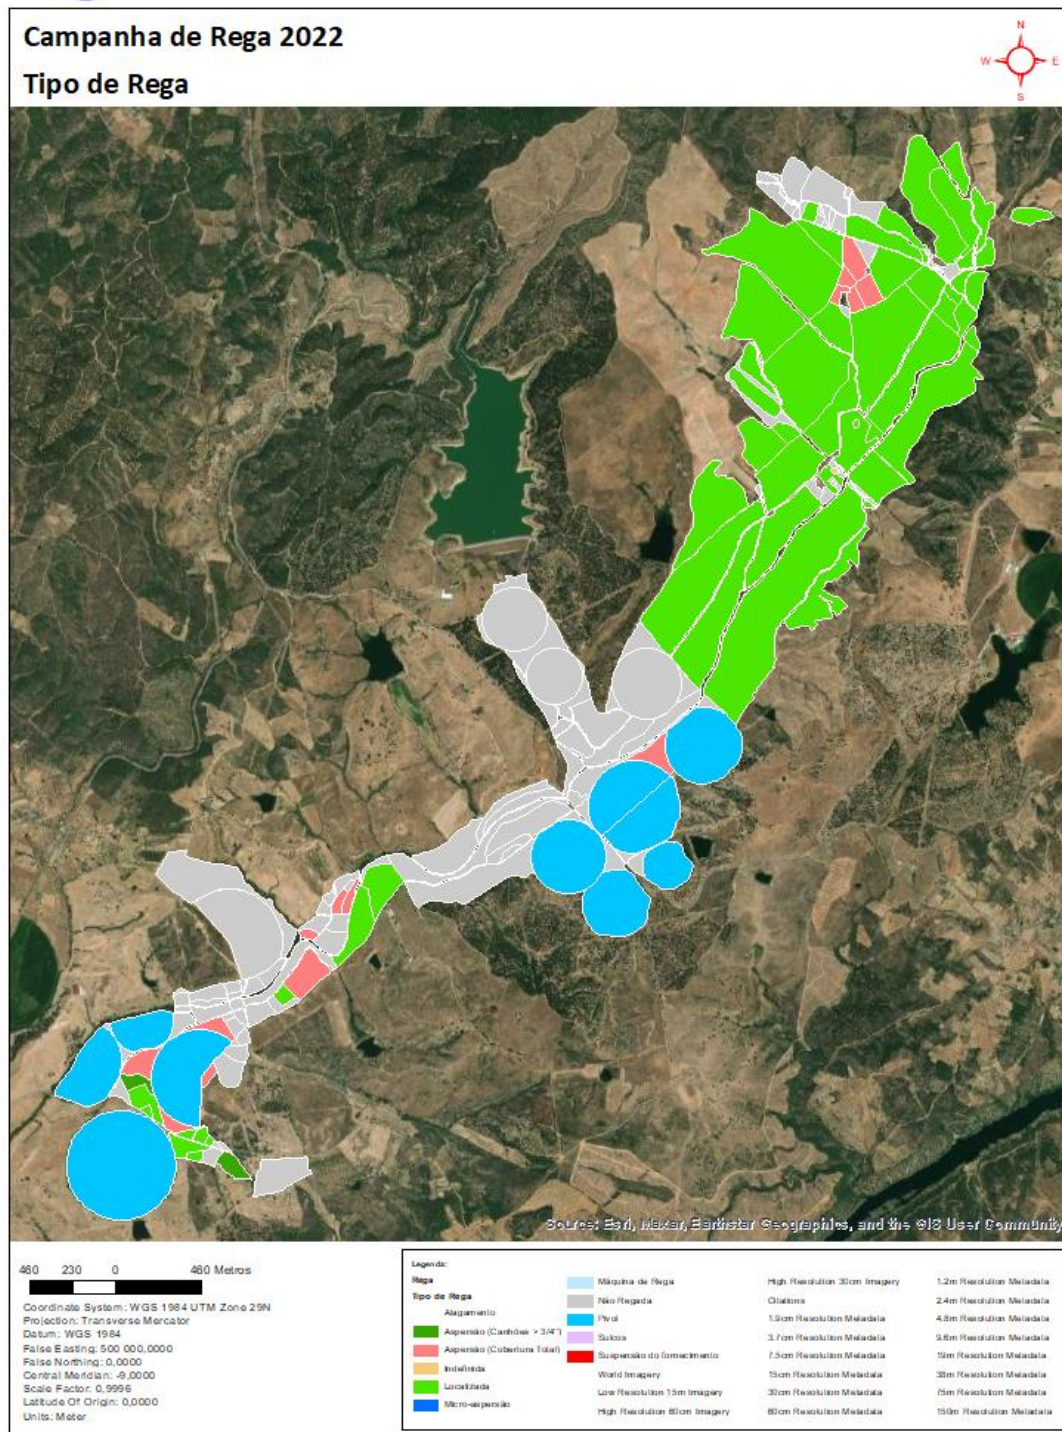 Campanha de Rega 2022
Tipo de Rega
N
W
E
S
Source: Esri, Maxar, Earthstar Geographics, and the GIS User Community
460 230 0 460 Metros
Coordinate System: WGS 1984 UTM Zone 29N
Projection: Transverse Mercator
Datum: WGS 1984
False Easting: 500 000,0000
False Northing: 0,0000
Central Meridian: -9,0000
Scale Factor: 0,9996
Latitude Of Origin: 0,0000
Units: Meter
Legenda:
Rega
Tipo de Rega
Alagamento
Aspersão (Canhões > 3/4")
Aspersão (Cobertura Total)
Indefinida
Localizada
Micro-aspersão
Máquina de Rega
Não Regada
Pivot
Sulcos
Suspensão do fornecimento
World Imagery
Low Resolution 15m Imagery
High Resolution 60cm Imagery
High Resolution 30cm Imagery
Citations
1.9cm Resolution Metadata
3.7cm Resolution Metadata
7.5cm Resolution Metadata
15cm Resolution Metadata
30cm Resolution Metadata
60cm Resolution Metadata
1.2m Resolution Metadata
2.4m Resolution Metadata
4.8m Resolution Metadata
9.6m Resolution Metadata
19m Resolution Metadata
38m Resolution Metadata
75m Resolution Metadata
150m Resolution Metadata